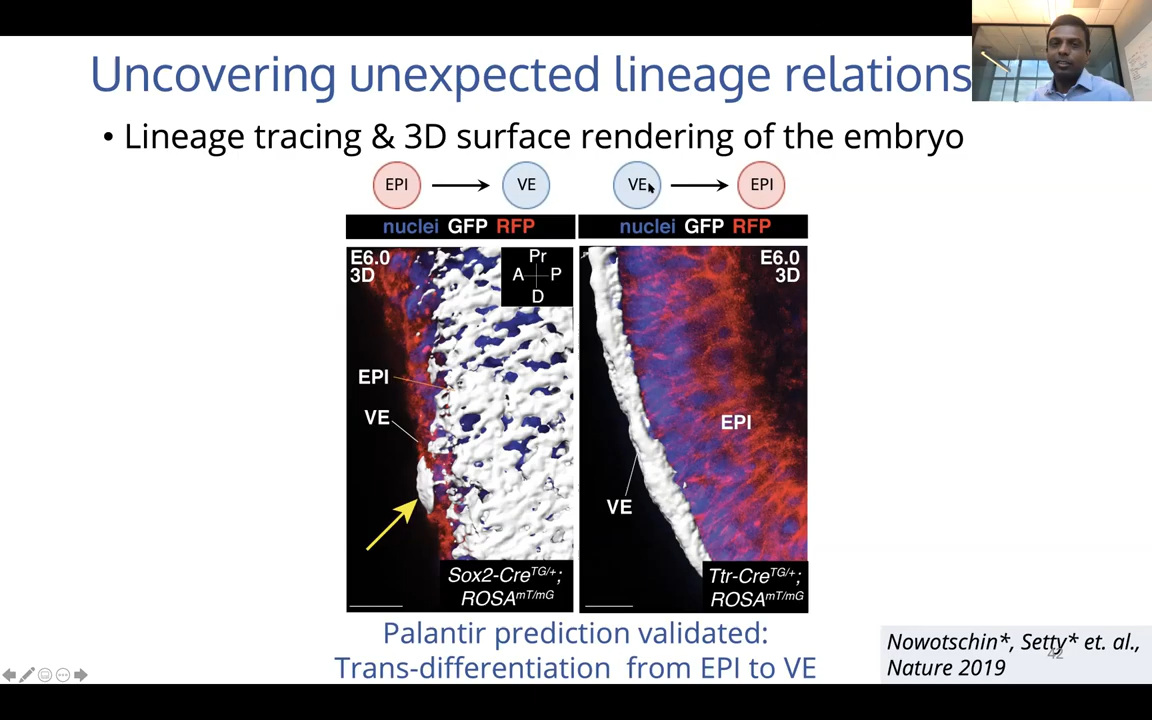 Uncovering unexpected lineage relations
• Lineage tracing & 3D surface rendering of the embryo
EPI
VE
VE
EPI
nuclei GFP RFP
nuclei GFP RFP
E6.0
3D
Pr
A P
D
EPI
VE
Sox2-Cre^TG/+;
ROSA^mT/mG
E6.0
3D
EPI
VE
Ttr-Cre^TG/+;
ROSA^mT/mG
Palantir prediction validated:
Trans-differentiation from EPI to VE
Nowotschin*, Setty* et. al.,
Nature 2019
42